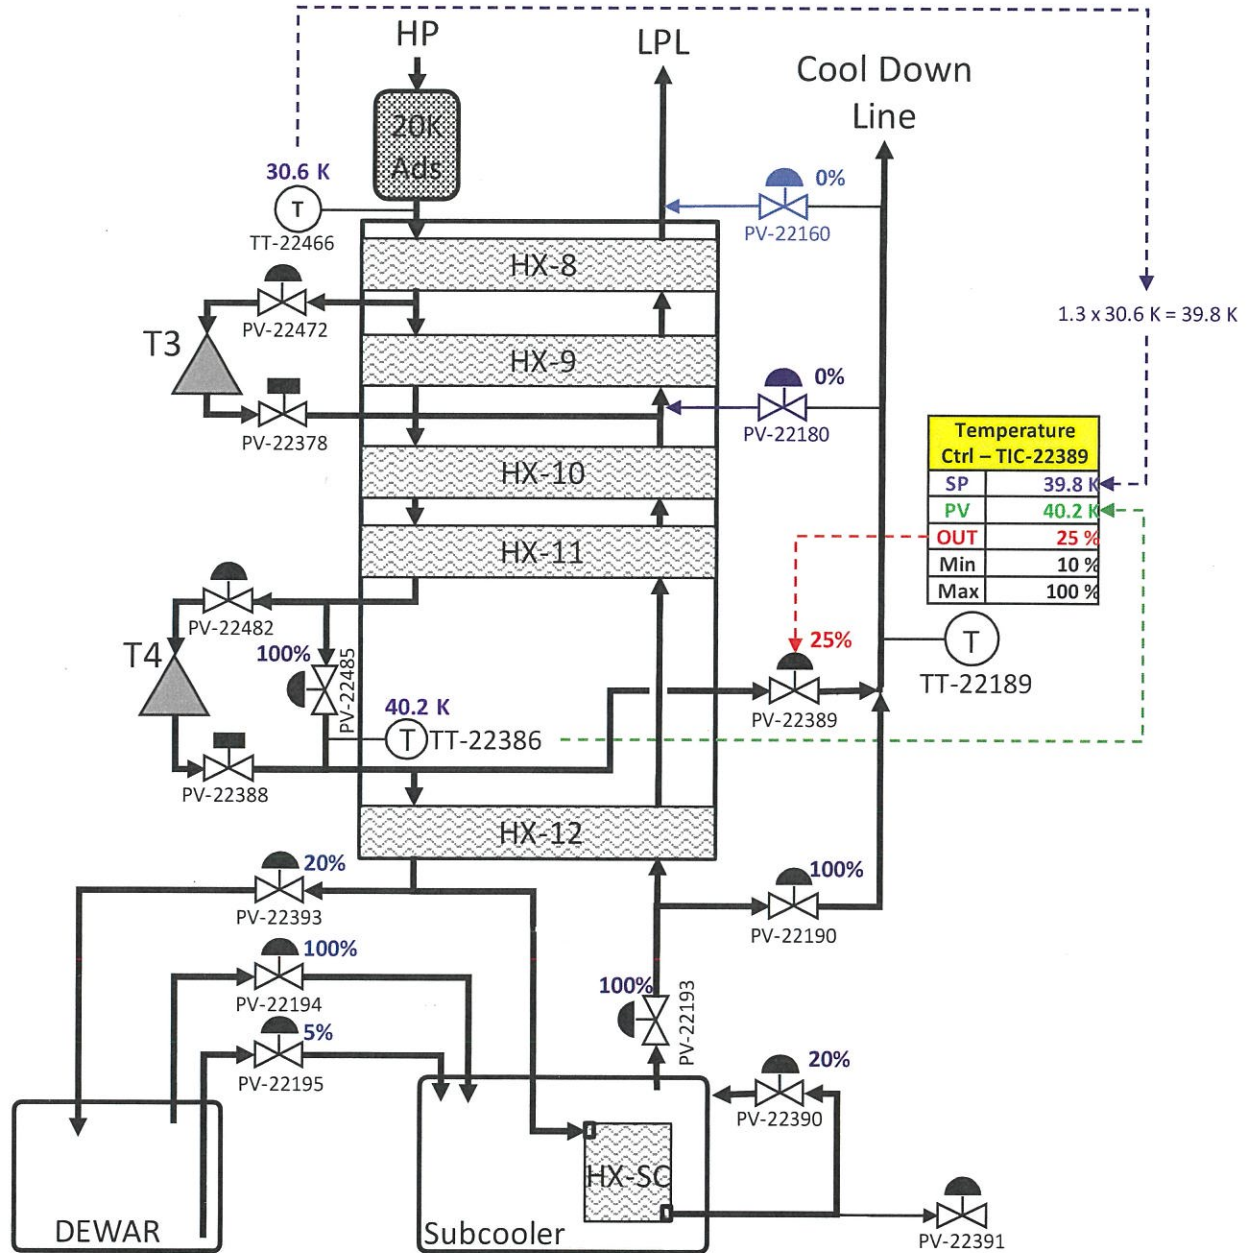 HP
LPL
Cool Down
Line
20K
Ads
30.6 K
T
TT-22466
0%
PV-22160
HX-8
PV-22472
1.3 x 30.6 K = 39.8 K
T3
HX-9
0%
PV-22378
PV-22180
Temperature
Ctrl – TIC-22389
SP 39.8 K
PV 40.2 K
OUT 25 %
Min 10 %
Max 100 %
HX-10
HX-11
PV-22482
T4
100%
PV-22485
25%
T
TT-22189
40.2 K
T TT-22386
PV-22389
PV-22388
HX-12
20%
PV-22393
100%
PV-22190
100%
PV-22194
100%
PV-22193
5%
PV-22195
20%
PV-22390
HX-SC
DEWAR
Subcooler
PV-22391